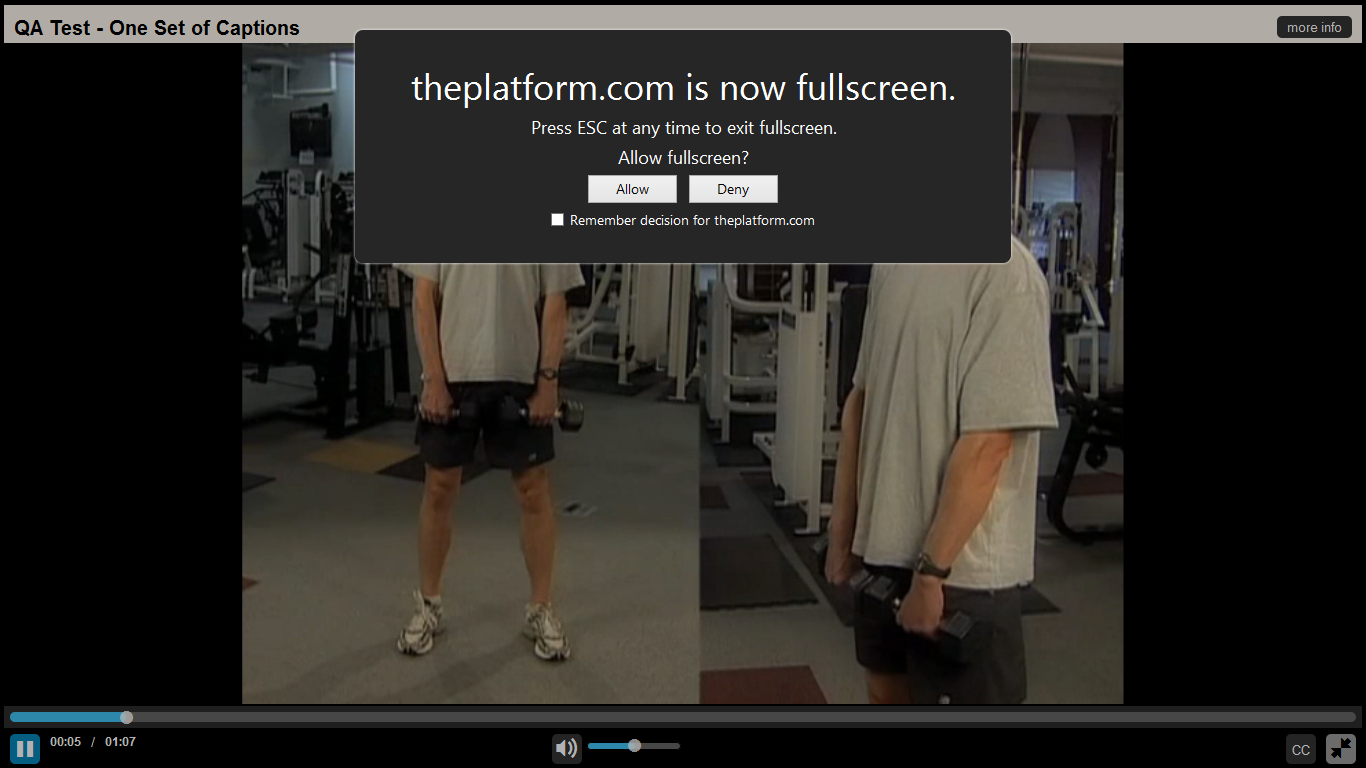 QA Test - One Set of Captions
more info
theplatform.com is now fullscreen.
Press ESC at any time to exit fullscreen.
Allow fullscreen?
Allow
Deny
Remember decision for theplatform.com
00:05 / 01:07
CC